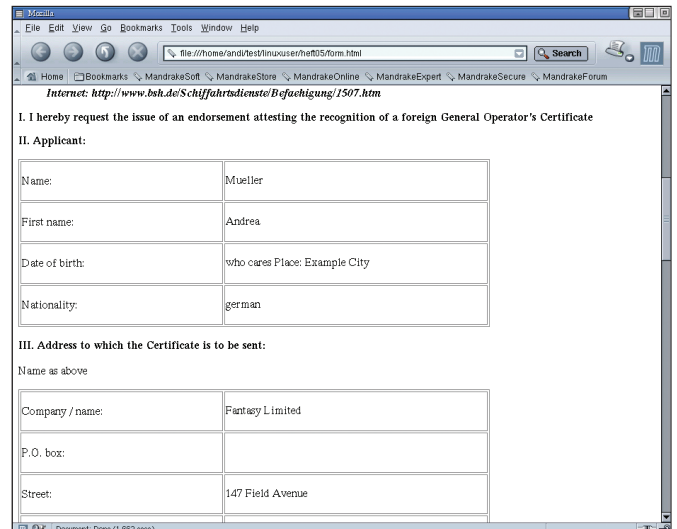 Mozilla
File Edit View Go Bookmarks Tools Window Help
file:///home/andi/test/linuxuser/heft05/form.html Search
Home Bookmarks MandrakeSoft MandrakeStore MandrakeOnline MandrakeExpert MandrakeSecure MandrakeForum
Internet: http://www.bsh.de/Schiffahrtsdienste/Befaehigung/1507.htm
I. I hereby request the issue of an endorsement attesting the recognition of a foreign General Operator's Certificate
II. Applicant:
Name: Mueller
First name: Andrea
Date of birth: who cares Place: Example City
Nationality: german
III. Address to which the Certificate is to be sent:
Name as above
Company / name: Fantasy Limited
P.O. box:
Street: 147 Field Avenue
Document: Done